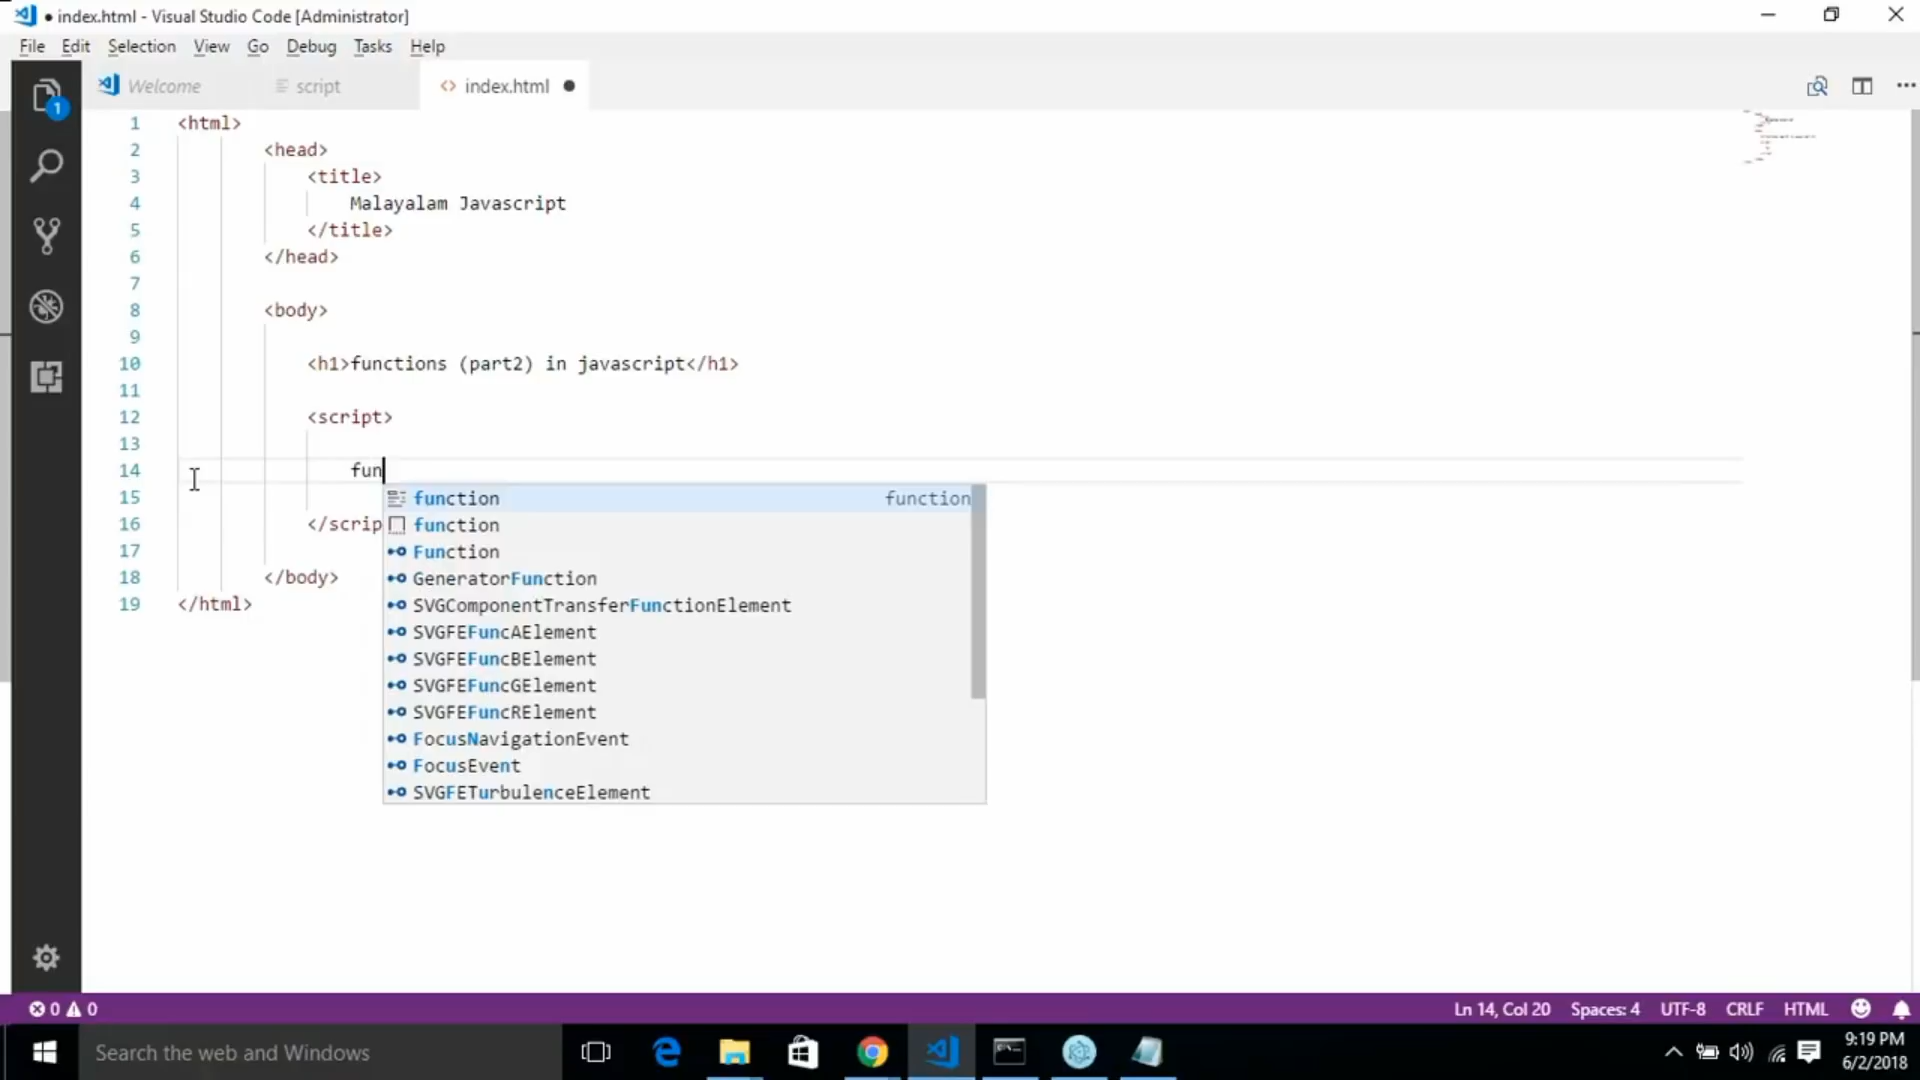 ● index.html - Visual Studio Code [Administrator]
File Edit Selection View Go Debug Tasks Help
Welcome script index.html ●
1 <html>
2 <head>
3 <title>
4 Malayalam Javascript
5 </title>
6 </head>
7
8 <body>
9
10 <h1>functions (part2) in javascript</h1>
11
12 <script>
13
14 fun
15 function function
16 </scrip function
17 Function
18 </body> GeneratorFunction
19 </html> SVGComponentTransferFunctionElement
SVGFEFuncAElement
SVGFEFuncBElement
SVGFEFuncGElement
SVGFEFuncRElement
FocusNavigationEvent
FocusEvent
SVGFETurbulenceElement
1
0 0 Ln 14, Col 20 Spaces: 4 UTF-8 CRLF HTML
Search the web and Windows
9:19 PM
6/2/2018